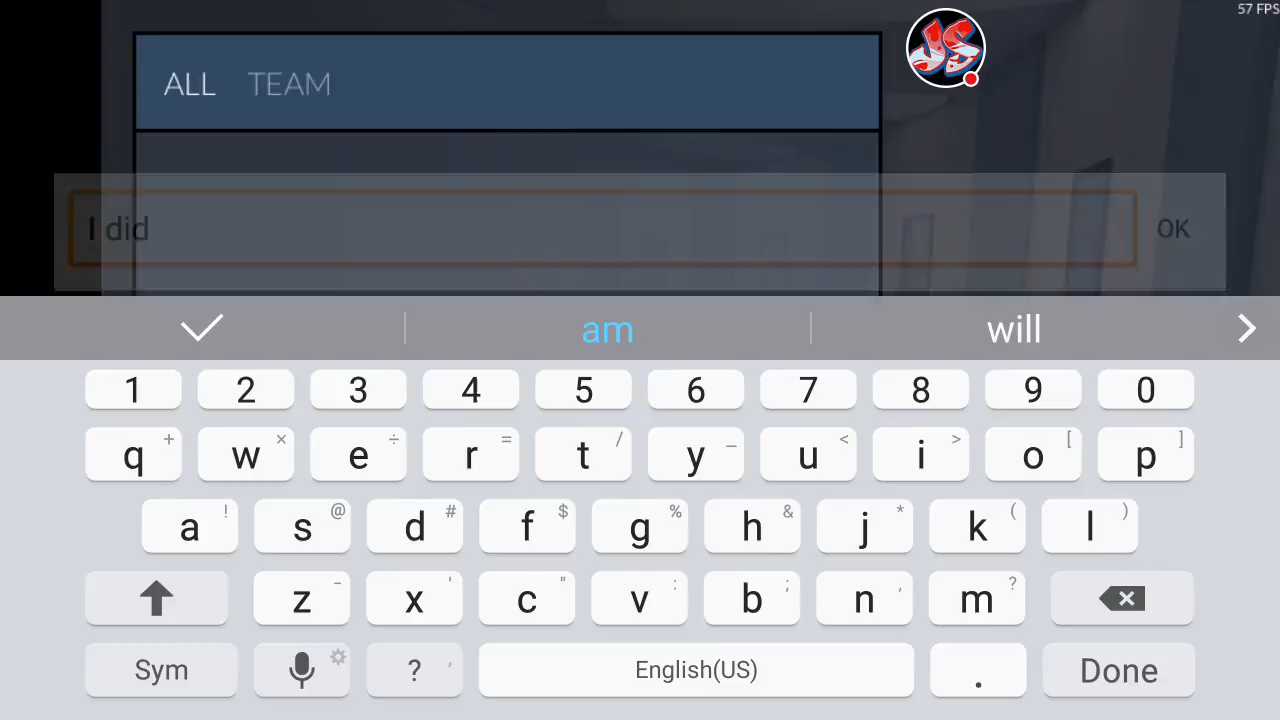 57 FPS
JS
ALL TEAM
I did
OK
am will
1 2 3 4 5 6 7 8 9 0
q + w × e ÷ r = t / y _ u < i > o [ p ]
a ! s @ d # f $ g % h & j * k ( l )
z - x ' c " v : b ; n , m ?
Sym ? , English(US) . Done